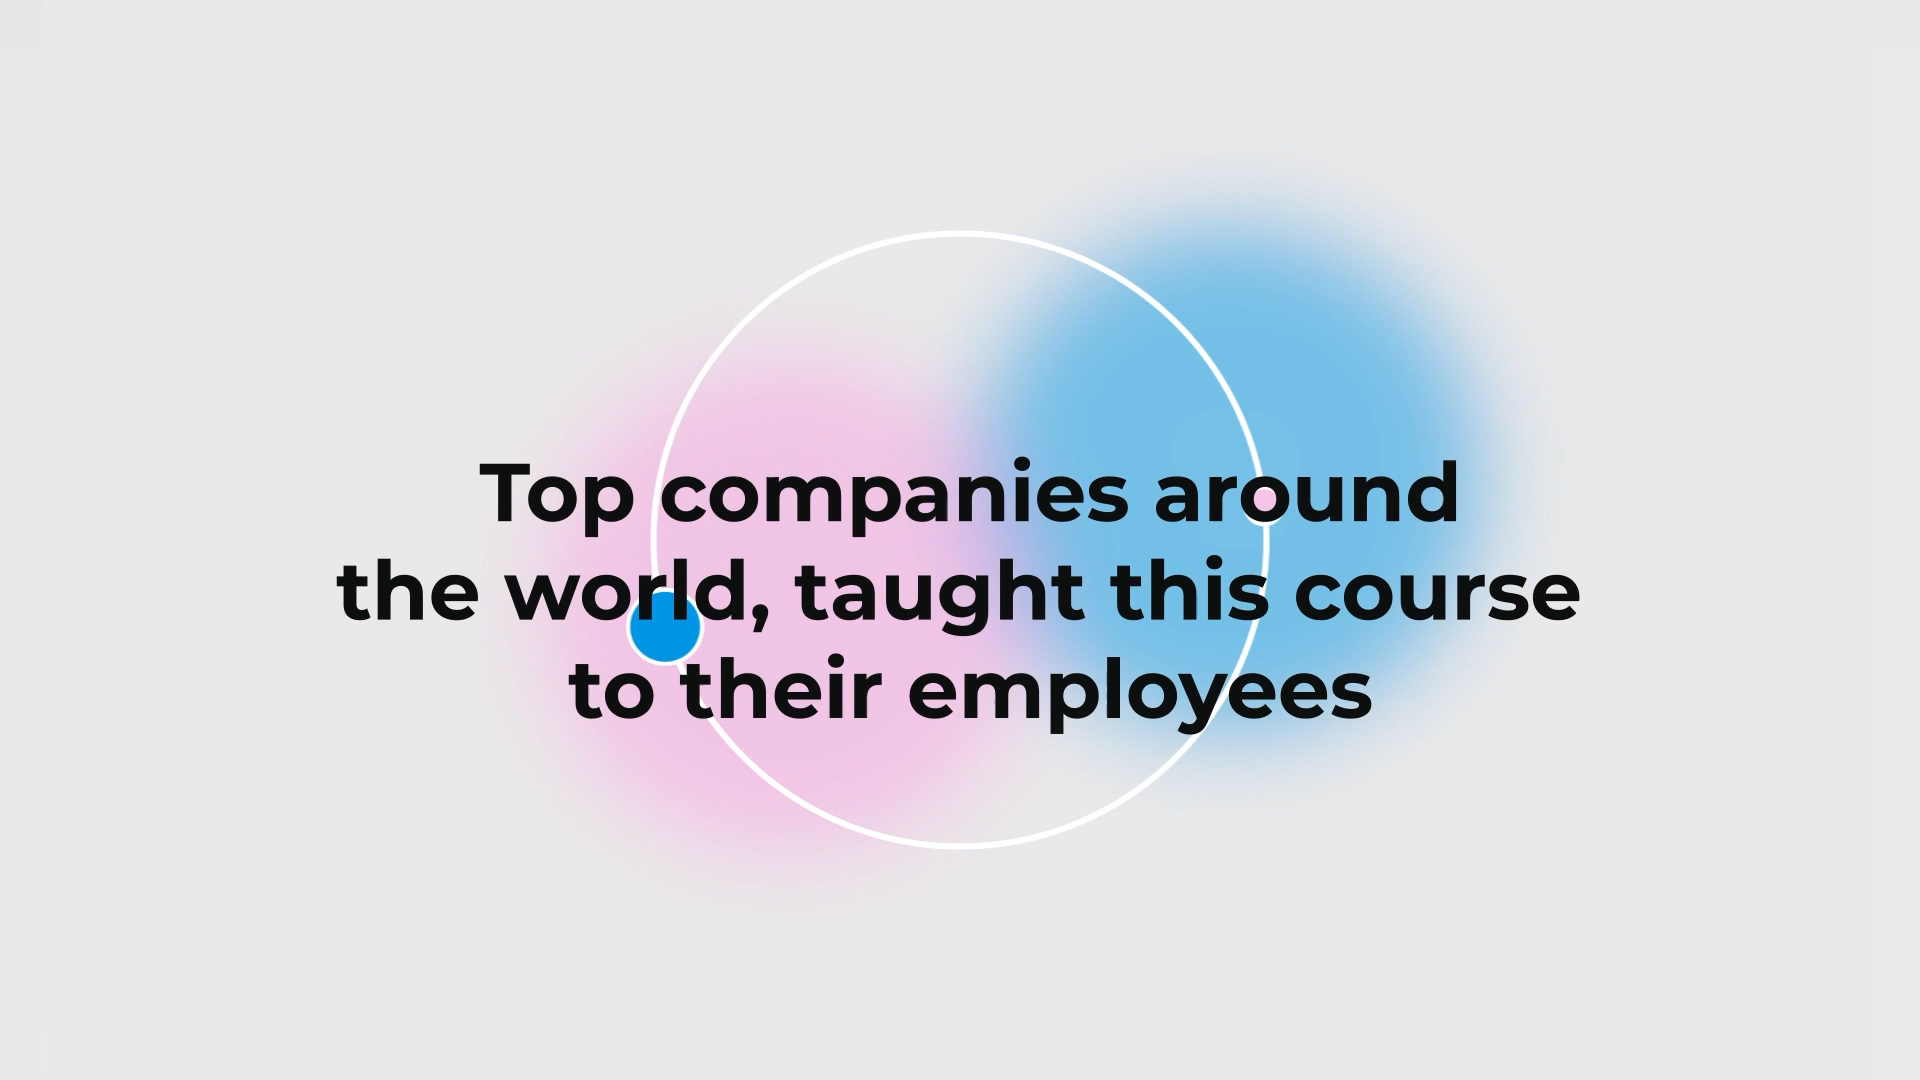 Top companies around
the world, taught this course
to their employees